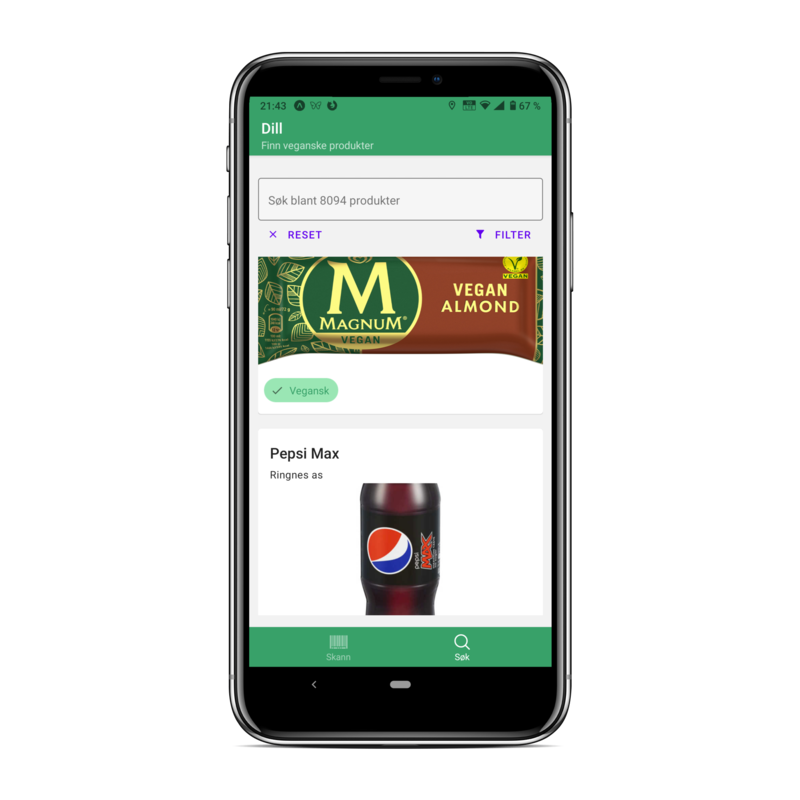 21:43
67 %
Dill
Finn veganske produkter
Søk blant 8094 produkter
RESET
FILTER
M
MAGNUM
VEGAN
VEGAN
ALMOND
V
VEGAN
Vegansk
Pepsi Max
Ringnes as
pepsi
MAX
Skann
Søk